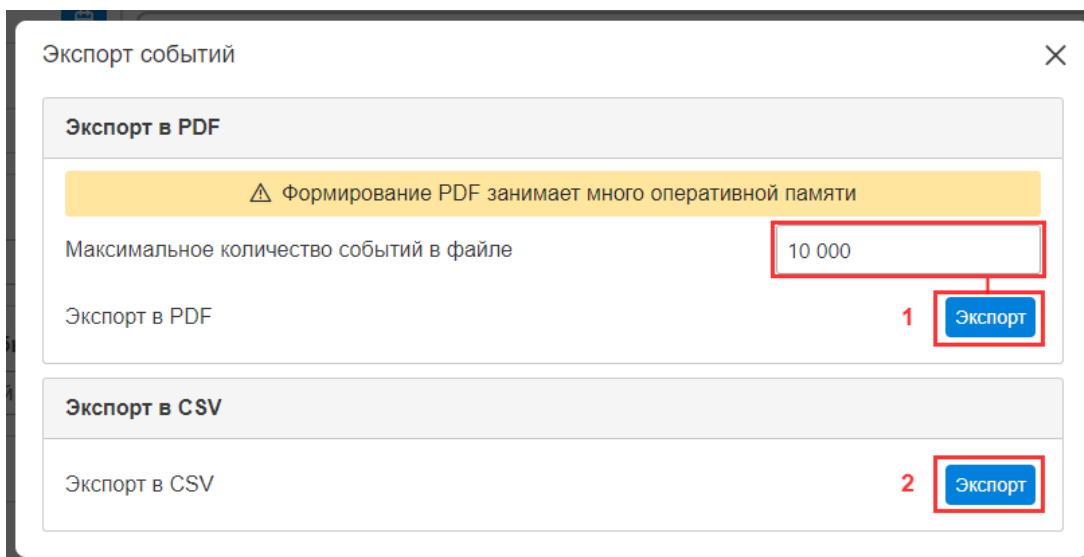 Экспорт событий
Экспорт в PDF
Формирование PDF занимает много оперативной памяти
Максимальное количество событий в файле
10 000
Экспорт в PDF
1
Экспорт
Экспорт в CSV
Экспорт в CSV
2
Экспорт